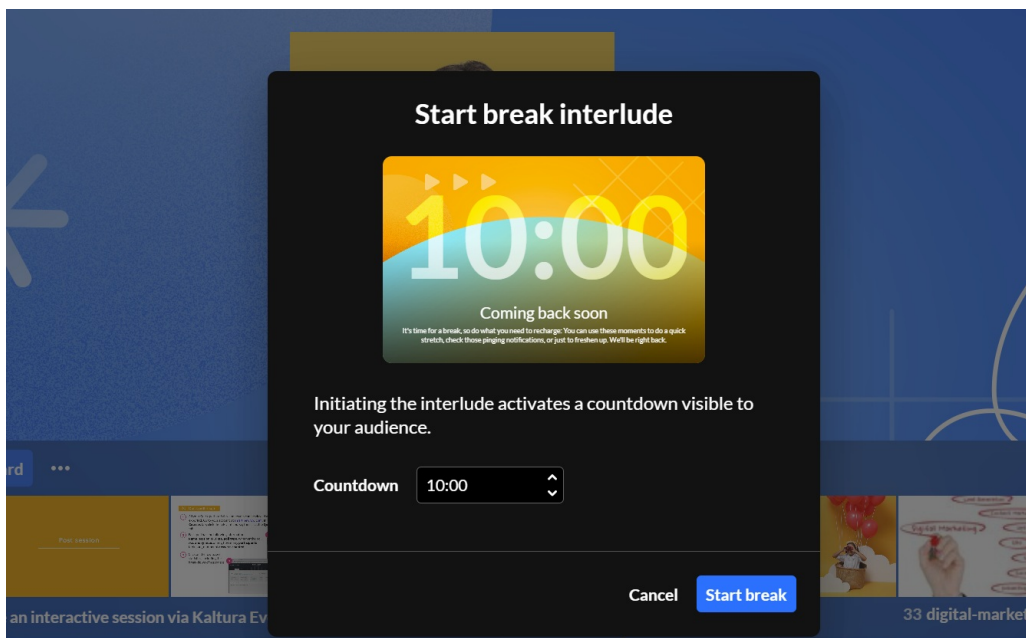 Start break interlude
10:00
Coming back soon
It's time for a break, so do what you need to recharge: You can use these moments to do a quick
stretch, check those pinging notifications, or just to freshen up. We'll be right back.
Initiating the interlude activates a countdown visible to
your audience.
Countdown 10:00
ard
Post session
Digital Marketing
Cancel Start break
an interactive session via Kaltura Ev
33 digital-market